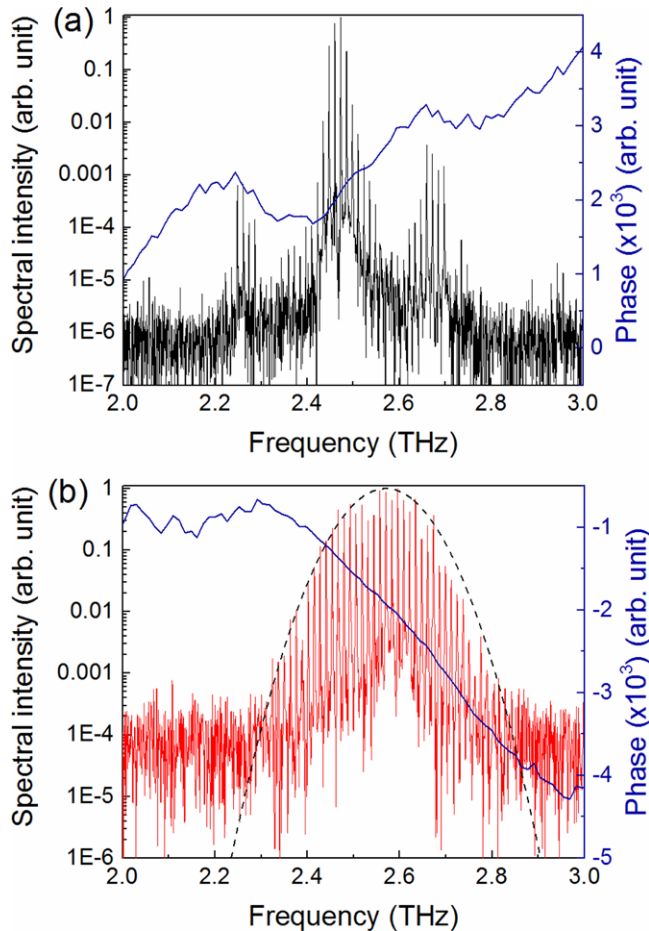 (a)
Spectral intensity (arb. unit)
1
0.1
0.01
0.001
1E-4
1E-5
1E-6
1E-7
4
3
2
1
0
Phase (x10³) (arb. unit)
2.0 2.2 2.4 2.6 2.8 3.0
Frequency (THz)
(b)
Spectral intensity (arb. unit)
1
0.1
0.01
0.001
1E-4
1E-5
1E-6
-1
-2
-3
-4
-5
Phase (x10³) (arb. unit)
2.0 2.2 2.4 2.6 2.8 3.0
Frequency (THz)